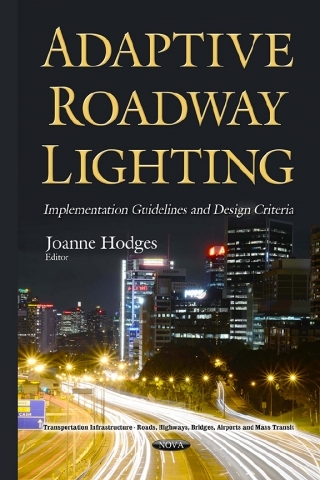 ADAPTIVE
ROADWAY
LIGHTING
Implementation Guidelines and Design Criteria
Joanne Hodges
Editor
Transportation Infrastructure - Roads, Highways, Bridges, Airports and Mass Transit
NOVA